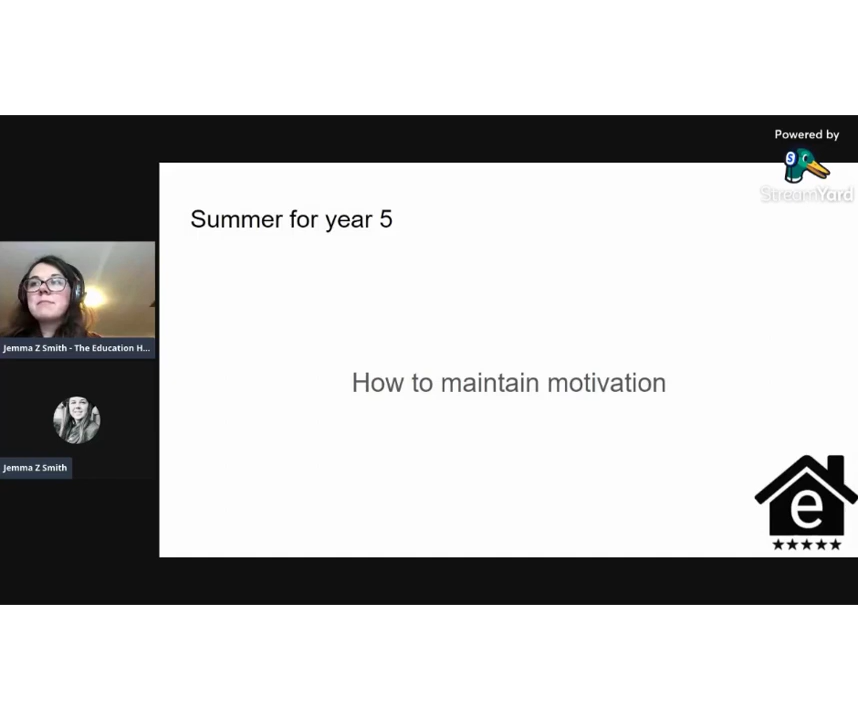 Powered by
StreamYard
Summer for year 5
Jemma Z Smith - The Education H...
How to maintain motivation
Jemma Z Smith
e